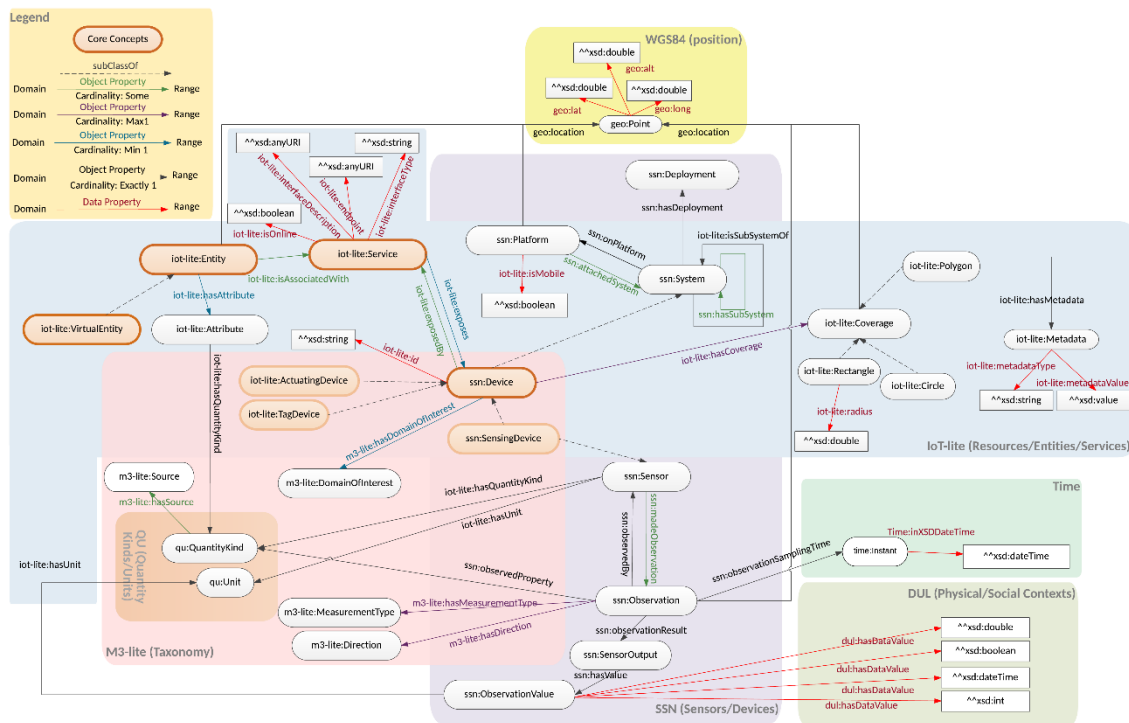 Legend
Core Concepts
subClassOf
Object Property
Domain
Range
Cardinality: Some
Object Property
Domain
Range
Cardinality: Max1
Object Property
Domain
Range
Cardinality: Min 1
Object Property
Domain
Range
Cardinality: Exactly 1
Data Property
Domain
Range
WGS84 (position)
^^xsd:double
geo:alt
^^xsd:double
^^xsd:double
geo:lat
geo:long
geo:Point
geo:location
geo:location
^^xsd:anyURI
^^xsd:string
^^xsd:anyURI
iot-lite:interfaceDescription
iot-lite:endpoint
iot-lite:interfaceType
^^xsd:boolean
iot-lite:isOnline
ssn:Deployment
ssn:hasDeployment
iot-lite:Entity
iot-lite:isAssociatedWith
iot-lite:Service
ssn:Platform
ssn:onPlatform
iot-lite:isSubSystemOf
ssn:attachedSystem
iot-lite:isMobile
ssn:System
ssn:hasSubSystem
^^xsd:boolean
iot-lite:Polygon
iot-lite:hasAttribute
iot-lite:hasMetadata
iot-lite:VirtualEntity
iot-lite:Attribute
iot-lite:exposedBy
iot-lite:exposes
iot-lite:Coverage
iot-lite:Metadata
^^xsd:string
iot-lite:id
iot-lite:hasCoverage
iot-lite:Rectangle
iot-lite:Circle
iot-lite:metadataType
iot-lite:metadataValue
^^xsd:string
^^xsd:value
iot-lite:ActuatingDevice
ssn:Device
iot-lite:TagDevice
iot-lite:hasQuantityKind
iot-lite:radius
ssn:SensingDevice
^^xsd:double
IoT-lite (Resources/Entities/Services)
m3-lite:hasDomainOfInterest
m3-lite:Source
m3-lite:DomainOfInterest
ssn:Sensor
m3-lite:hasSource
iot-lite:hasQuantityKind
iot-lite:hasUnit
QU (Quantity
Kinds/Units)
qu:QuantityKind
qu:Unit
iot-lite:hasUnit
ssn:observedBy
ssn:madeObservation
ssn:observedProperty
ssn:observationSamplingTime
Time
Time:inXSDDateTime
time:instant
^^xsd:dateTime
m3-lite:MeasurementType
m3-lite:hasMeasurementType
ssn:Observation
m3-lite:Direction
m3-lite:hasDirection
M3-lite (Taxonomy)
ssn:observationResult
ssn:SensorOutput
ssn:hasValue
ssn:ObservationValue
SSN (Sensors/Devices)
DUL (Physical/Social Contexts)
dul:hasDataValue
^^xsd:double
dul:hasDataValue
^^xsd:boolean
dul:hasDataValue
^^xsd:dateTime
dul:hasDataValue
^^xsd:int